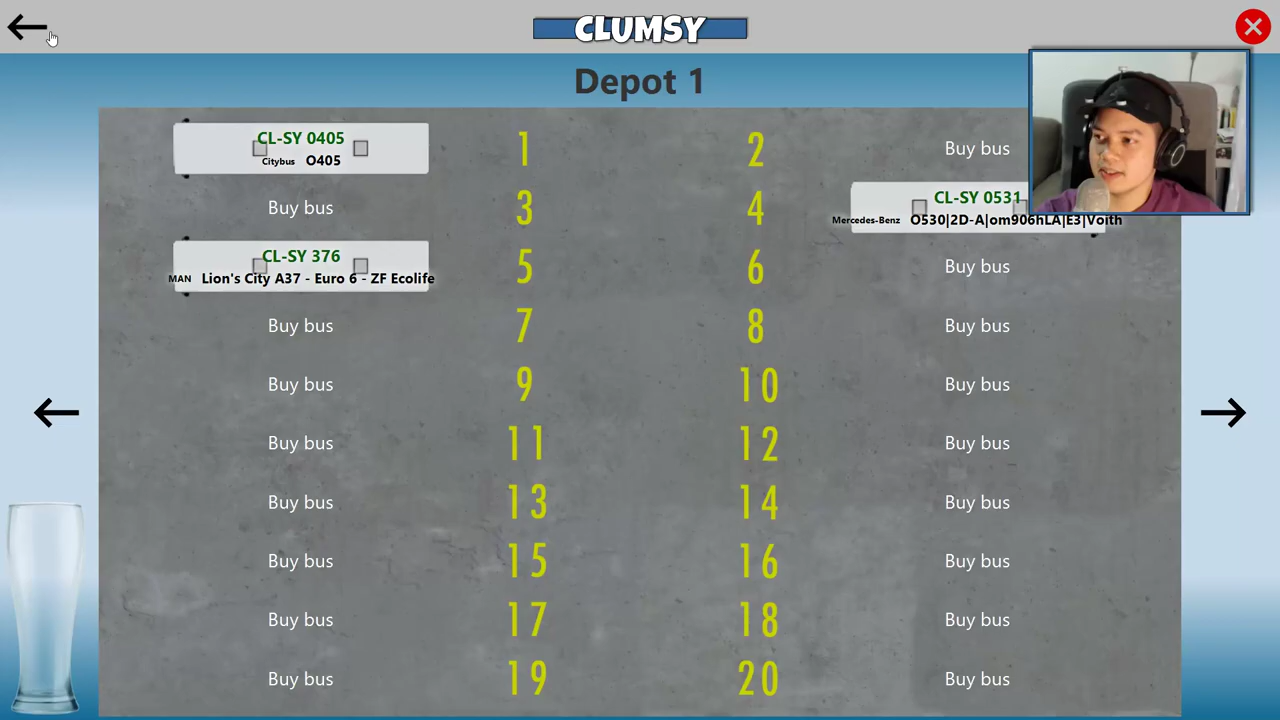 CLUMSY
Depot 1
CL-SY 0405
Citybus O405
1
2
Buy bus
Buy bus
3
4
CL-SY 0531
Mercedes-Benz O530|2D-A|om906hLA|E3|Voith
CL-SY 376
MAN Lion's City A37 - Euro 6 - ZF Ecolife
5
6
Buy bus
Buy bus
7
8
Buy bus
Buy bus
9
10
Buy bus
Buy bus
11
12
Buy bus
Buy bus
13
14
Buy bus
Buy bus
15
16
Buy bus
Buy bus
17
18
Buy bus
Buy bus
19
20
Buy bus